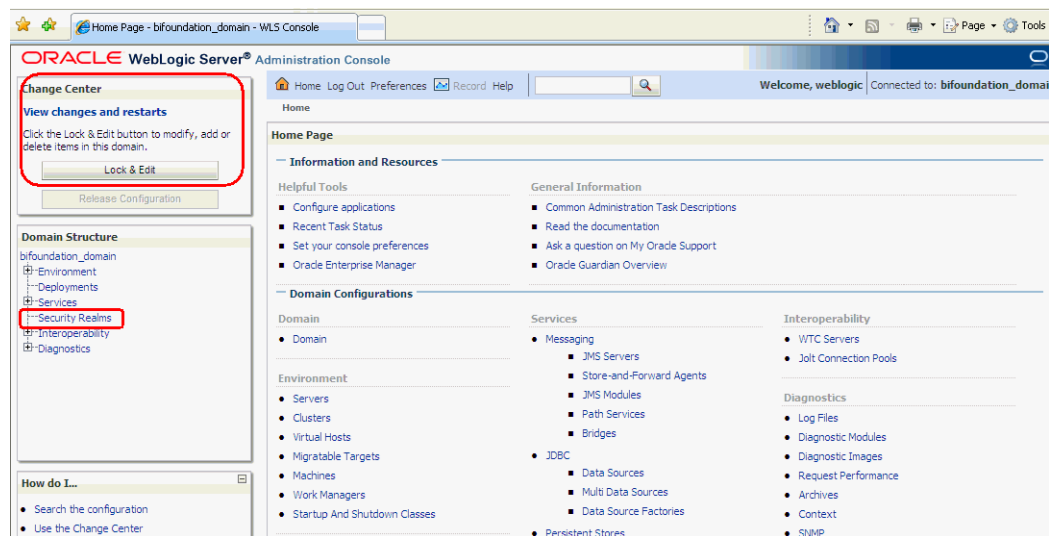 Home Page - bifoundation_domain - WLS Console
Page
Tools
ORACLE WebLogic Server® Administration Console
Change Center
View changes and restarts
Click the Lock & Edit button to modify, add or
delete items in this domain.
Lock & Edit
Release Configuration
Domain Structure
bifoundation_domain
Environment
Deployments
Services
Security Realms
Interoperability
Diagnostics
How do I...
Search the configuration
Use the Change Center
Home Log Out Preferences Record Help
Welcome, weblogic Connected to: bifoundation_domai
Home
Home Page
Information and Resources
Helpful Tools
Configure applications
Recent Task Status
Set your console preferences
Oracle Enterprise Manager
General Information
Common Administration Task Descriptions
Read the documentation
Ask a question on My Oracle Support
Oracle Guardian Overview
Domain Configurations
Domain
Domain
Environment
Servers
Clusters
Virtual Hosts
Migratable Targets
Machines
Work Managers
Startup And Shutdown Classes
Services
Messaging
JMS Servers
Store-and-Forward Agents
JMS Modules
Path Services
Bridges
JDBC
Data Sources
Multi Data Sources
Data Source Factories
Persistent Stores
Interoperability
WTC Servers
Jolt Connection Pools
Diagnostics
Log Files
Diagnostic Modules
Diagnostic Images
Request Performance
Archives
Context
SNMP